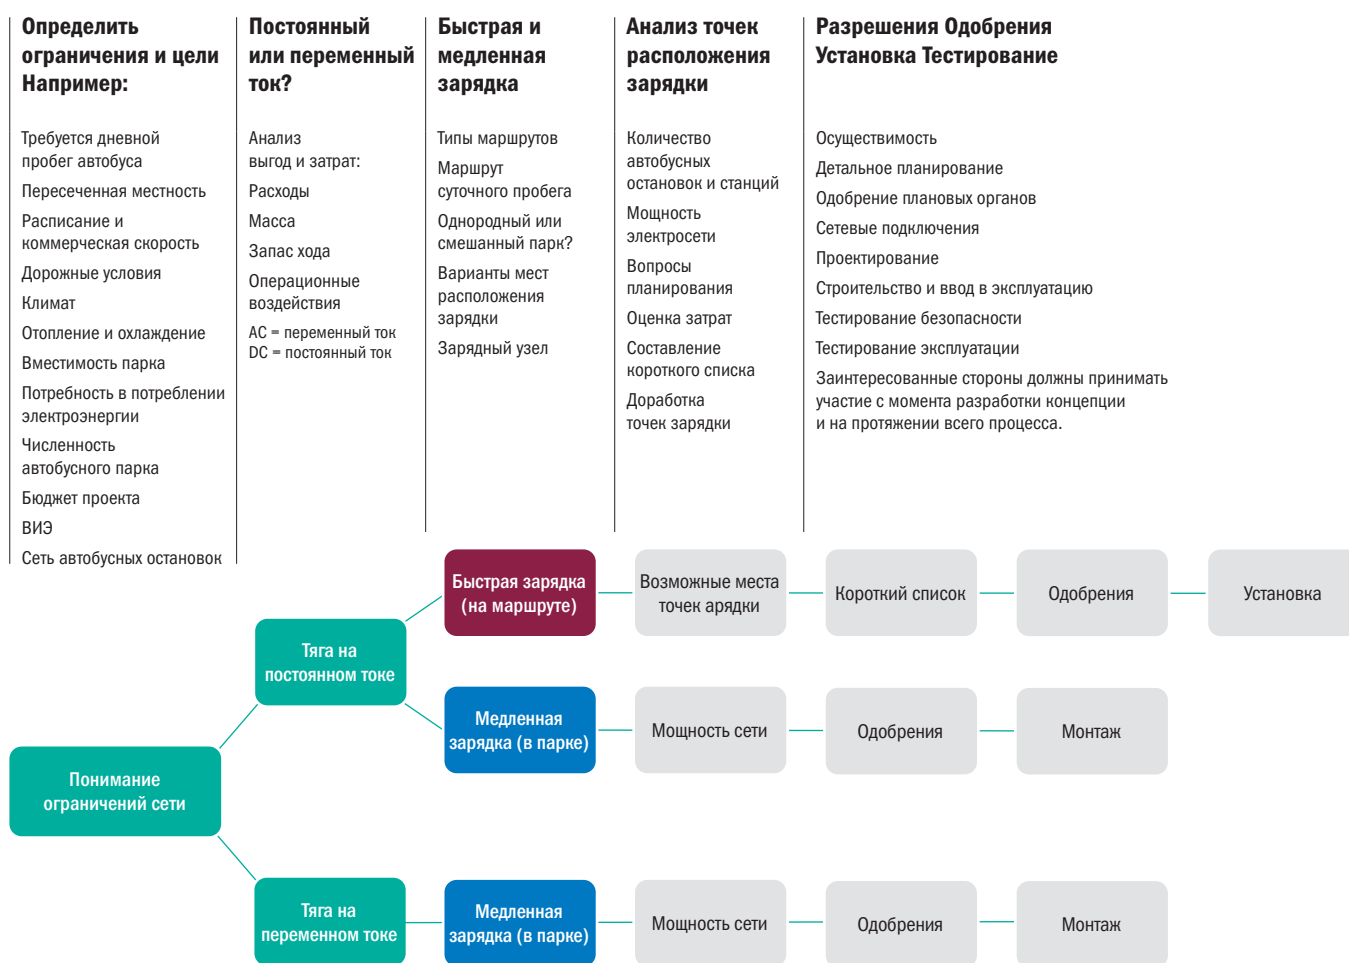 Определить
ограничения и цели
Например:
Требуется дневной
пробег автобуса
Пересеченная местность
Расписание и
коммерческая скорость
Дорожные условия
Климат
Отопление и охлаждение
Вместимость парка
Потребность в потреблении
электроэнергии
Численность
автобусного парка
Бюджет проекта
ВИЭ
Сеть автобусных остановок
Постоянный
или переменный
ток?
Анализ
выгод и затрат:
Расходы
Масса
Запас хода
Операционные
воздействия
AC = переменный ток
DC = постоянный ток
Быстрая и
медленная
зарядка
Типы маршрутов
Маршрут
суточного пробега
Однородный или
смешанный парк?
Варианты мест
расположения
зарядки
Зарядный узел
Анализ точек
расположения
зарядки
Количество
автобусных
остановок и станций
Мощность
электросети
Вопросы
планирования
Оценка затрат
Составление
короткого списка
Доработка
точек зарядки
Разрешения Одобрения
Установка Тестирование
Осуществимость
Детальное планирование
Одобрение плановых органов
Сетевые подключения
Проектирование
Строительство и ввод в эксплуатацию
Тестирование безопасности
Тестирование эксплуатации
Заинтересованные стороны должны принимать
участие с момента разработки концепции
и на протяжении всего процесса.
Быстрая зарядка
(на маршруте)
Возможные места
точек арядки
Короткий список
Одобрения
Установка
Тяга на
постоянном токе
Медленная
зарядка (в парке)
Мощность сети
Одобрения
Монтаж
Понимание
ограничений сети
Тяга на
переменном токе
Медленная
зарядка (в парке)
Мощность сети
Одобрения
Монтаж